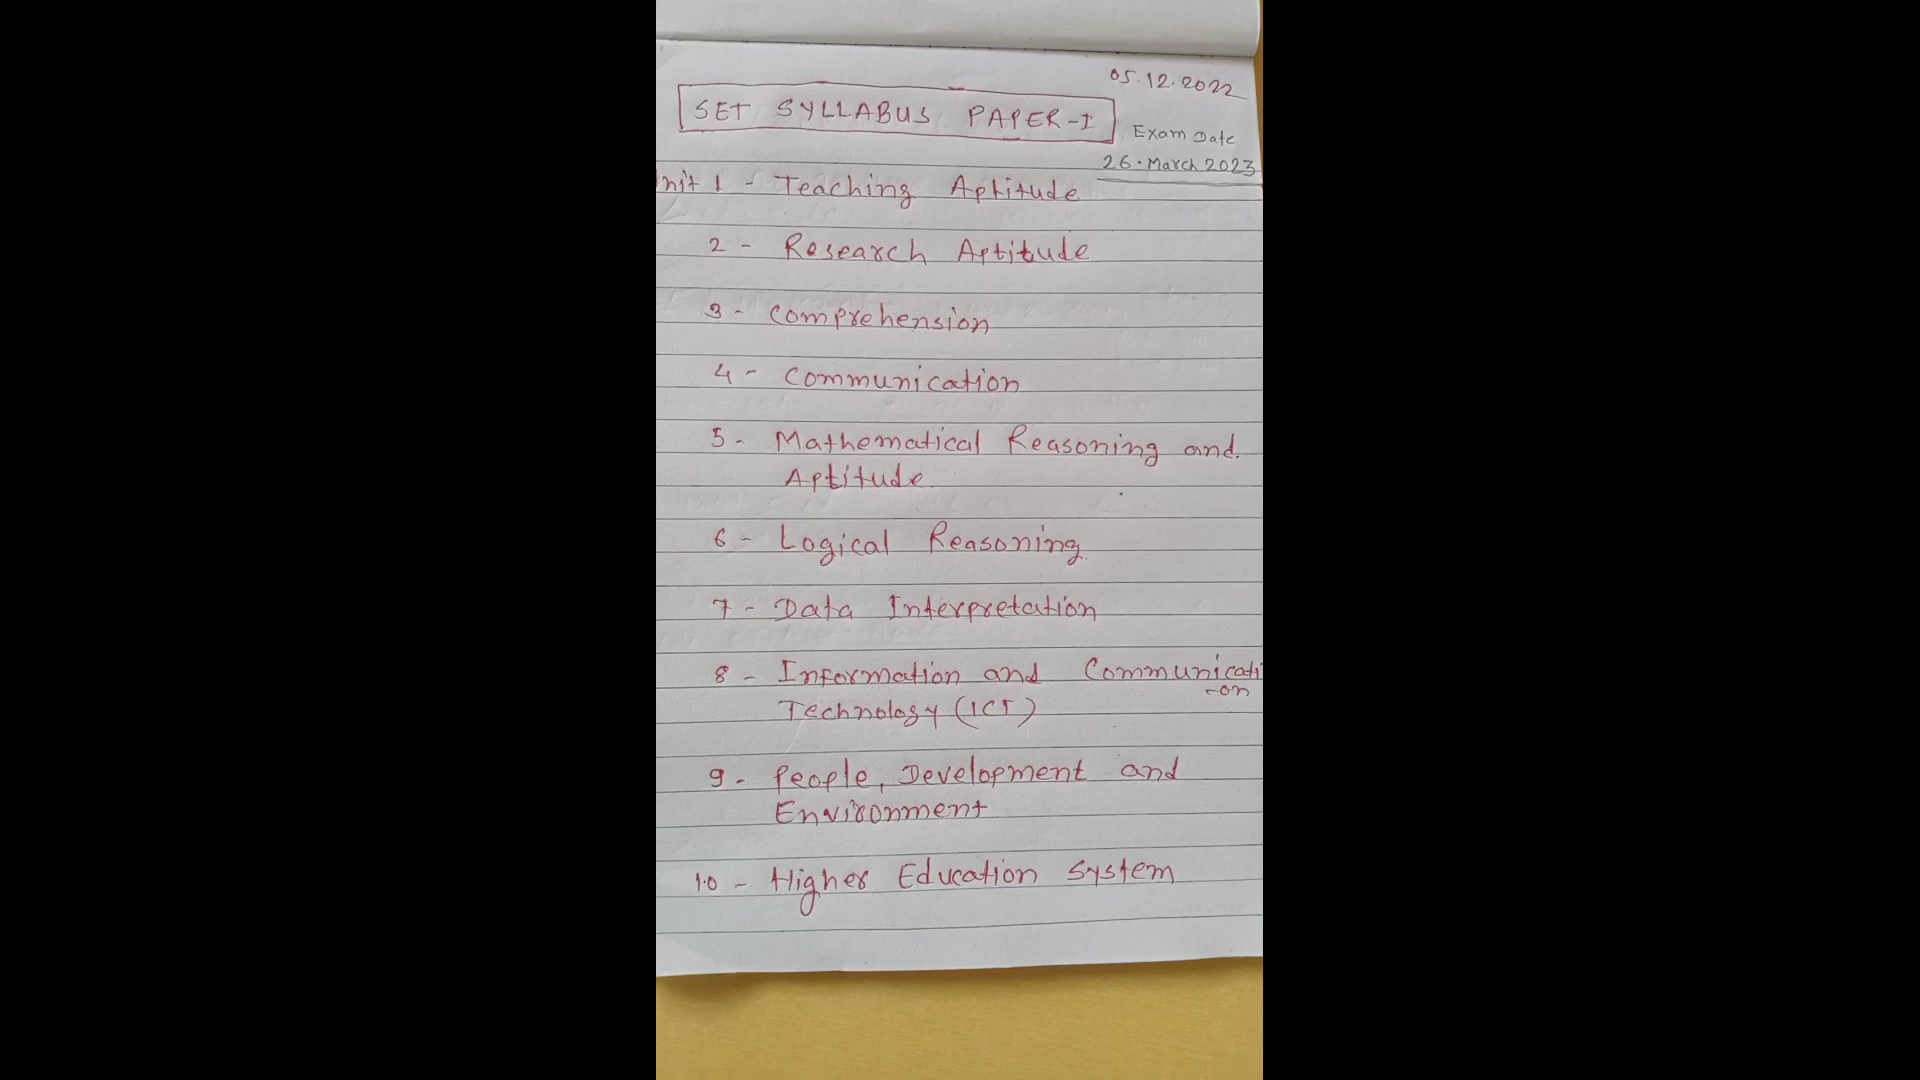 05.12.2022
SET SYLLABUS PAPER-I
Exam Date
26.March 2023
Unit 1 - Teaching Aptitude
2 - Research Aptitude
3 - Comprehension
4 - Communication
5 - Mathematical Reasoning and
Aptitude
6 - Logical Reasoning
7 - Data Interpretation
8 - Information and Communicati
-on
Technology (ICT)
9 - People, Development and
Environment
10 - Higher Education System